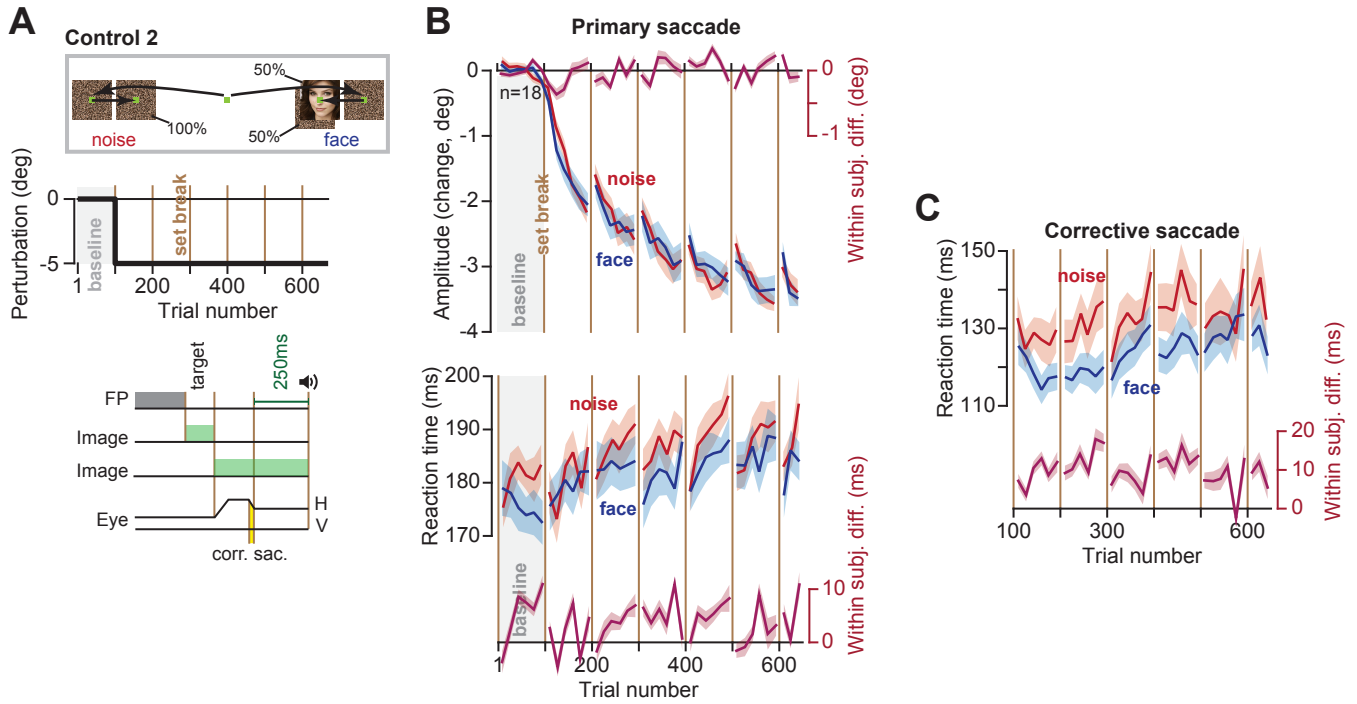 A
Control 2
50%
100%
50%
noise
face
Perturbation (deg)
0
-5
baseline
set break
1
200
400
600
Trial number
target
250ms
FP
Image
Image
Eye
H
V
corr. sac.
B
Primary saccade
Amplitude (change, deg)
0
-1
-2
-3
-4
n=18
baseline
set break
noise
face
0
-1
Within subj. diff. (deg)
Reaction time (ms)
200
190
180
170
noise
face
baseline
10
0
Within subj. diff. (ms)
1
200
400
600
Trial number
C
Corrective saccade
Reaction time (ms)
150
130
110
noise
face
20
10
0
Within subj. diff. (ms)
100
300
600
Trial number